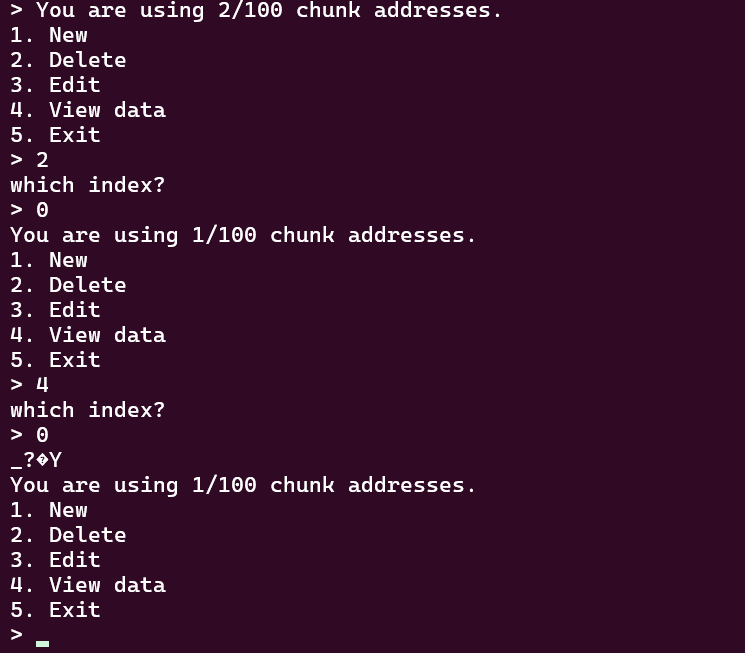 > You are using 2/100 chunk addresses.
1. New
2. Delete
3. Edit
4. View data
5. Exit
> 2
which index?
> 0
You are using 1/100 chunk addresses.
1. New
2. Delete
3. Edit
4. View data
5. Exit
> 4
which index?
> 0
_?�Y
You are using 1/100 chunk addresses.
1. New
2. Delete
3. Edit
4. View data
5. Exit
>